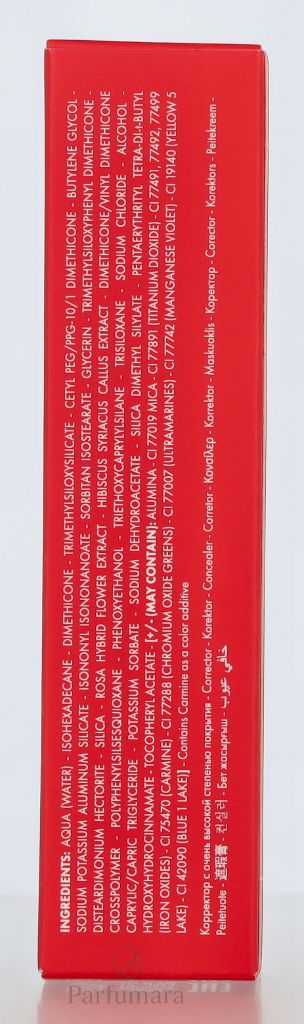 INGREDIENTS: AQUA (WATER) - ISOHEXADECANE - DIMETHICONE - TRIMETHYLSILOXYSILICATE - CETYL PEG/PPG-10/1 DIMETHICONE - BUTYLENE GLYCOL -
SODIUM POTASSIUM ALUMINUM SILICATE - ISONONYL ISONONANOATE - SORBITAN ISOSTEARATE - GLYCERIN - TRIMETHYLSILOXYPHENYL DIMETHICONE -
DISTEARDIMONIUM HECTORITE - SILICA - ROSA HYBRID FLOWER EXTRACT - HIBISCUS SYRIACUS CALLUS EXTRACT - DIMETHICONE/VINYL DIMETHICONE
CROSSPOLYMER - POLYPHENYLSILSESQUIOXANE - PHENOXYETHANOL - TRIETHOXYCAPRYLYLSILANE - TRISILOXANE - SODIUM CHLORIDE - ALCOHOL -
CAPRYLIC/CAPRIC TRIGLYCERIDE - POTASSIUM SORBATE - SODIUM DEHYDROACETATE - SILICA DIMETHYL SILYLATE - PENTAERYTHRITYL TETRA-DI-t-BUTYL
HYDROXYHYDROCINNAMATE - TOCOPHERYL ACETATE - [+/- (MAY CONTAIN): ALUMINA - CI 77019 MICA - CI 77891 (TITANIUM DIOXIDE) - CI 77491, 77492, 77499
(IRON OXIDES) - CI 75470 (CARMINE) - CI 77288 (CHROMIUM OXIDE GREENS) - CI 77007 (ULTRAMARINES) - CI 77742 (MANGANESE VIOLET) - CI 19140 (YELLOW 5
LAKE) - CI 42090 (BLUE 1 LAKE)] - Contains Carmine as a color additive
Корректор с очень высокой степенью покрытия - Corrector - Korektor - Concealer - Corretor - Κονσίλερ - Korrektor - Maskuoklis - Коректор - Corector - Korektors - Peitekreem -
Peitetuote - 遮瑕膏 - 컨실러 - Бет жасырғыш - خافي عيوب
Parfumara